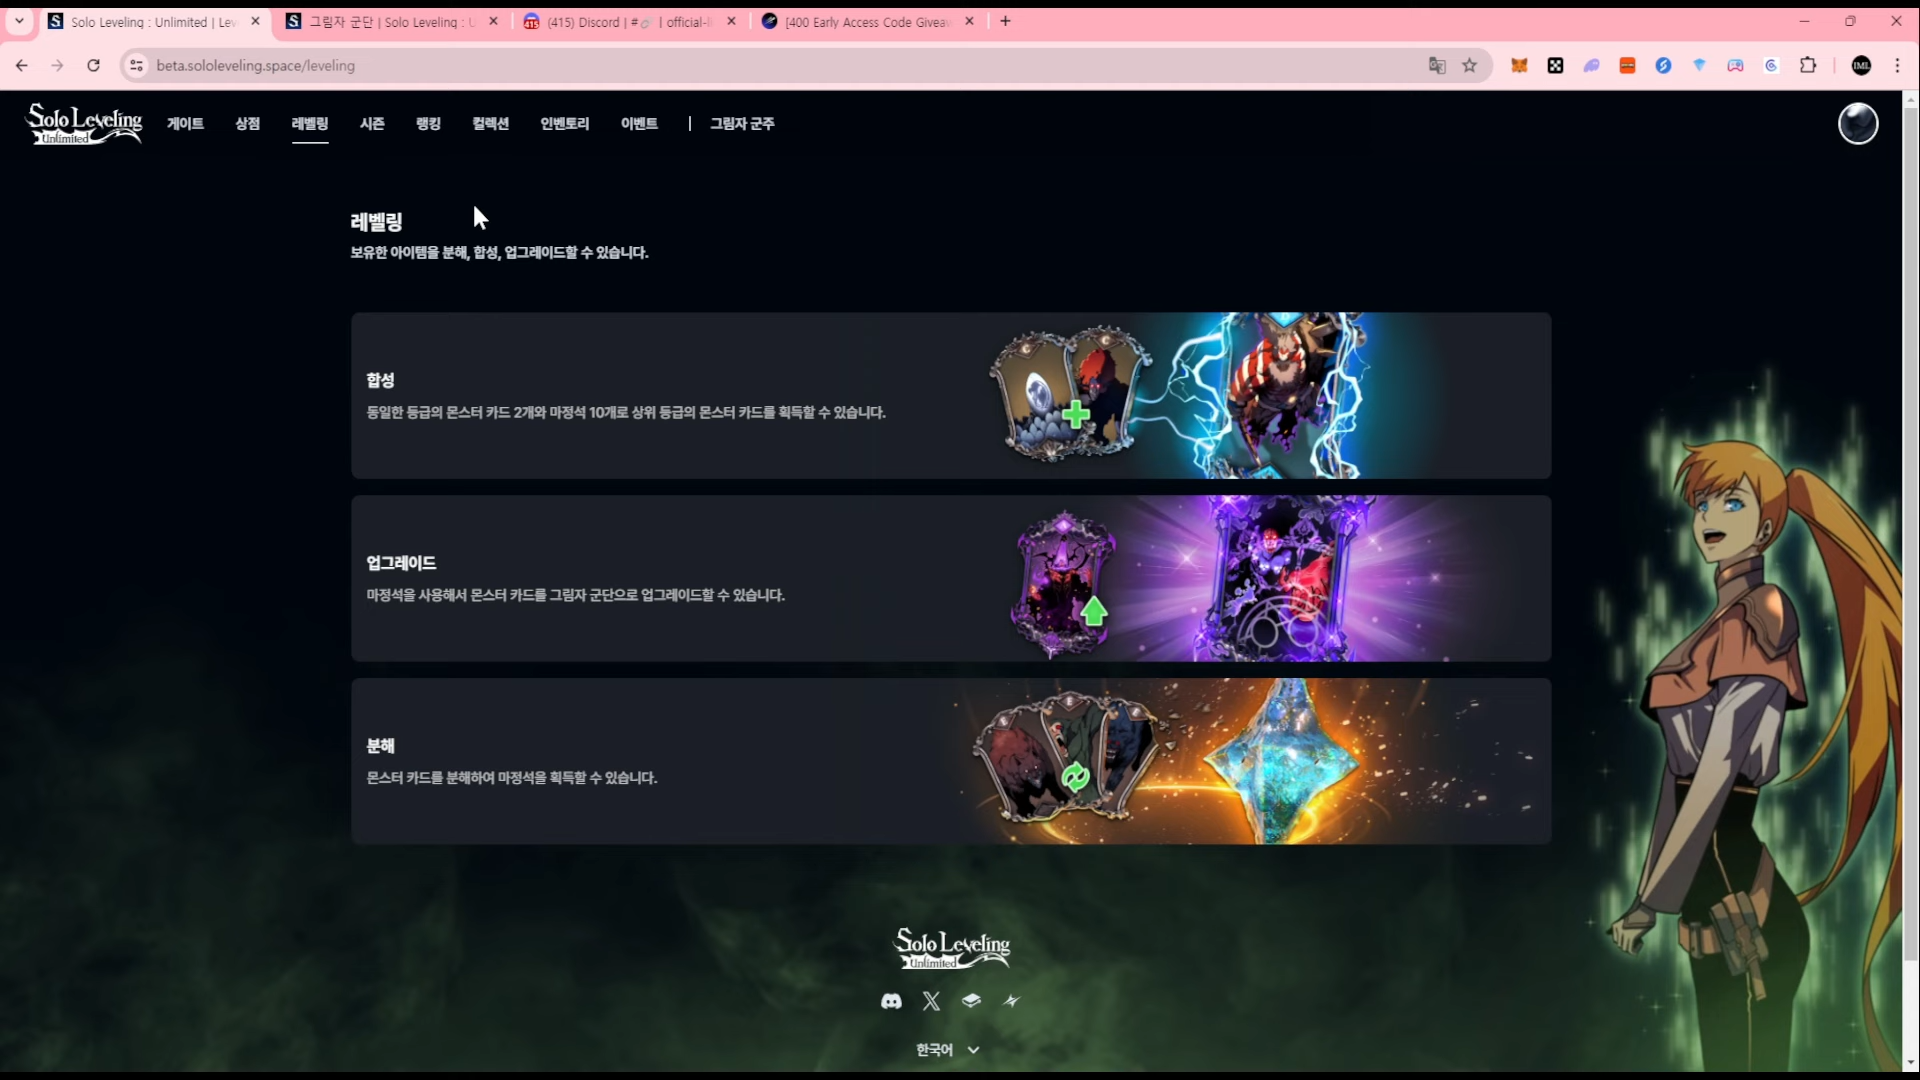 Solo Leveling : Unlimited | Lev
그림자 군단 | Solo Leveling : U
(415) Discord | #
| official-li
[400 Early Access Code Giveaw
beta.sololeveling.space/leveling
Solo Leveling
Unlimited
게이트
상점
레벨링
시즌
랭킹
컬렉션
인벤토리
이벤트
|
그림자 군주
레벨링
보유한 아이템을 분해, 합성, 업그레이드할 수 있습니다.
합성
동일한 등급의 몬스터 카드 2개와 마정석 10개로 상위 등급의 몬스터 카드를 획득할 수 있습니다.
업그레이드
마정석을 사용해서 몬스터 카드를 그림자 군단으로 업그레이드할 수 있습니다.
분해
몬스터 카드를 분해하여 마정석을 획득할 수 있습니다.
Solo Leveling
Unlimited
한국어